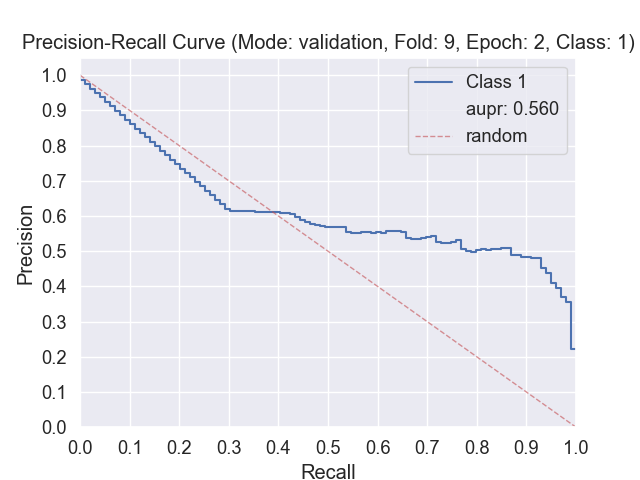 Precision-Recall Curve (Mode: validation, Fold: 9, Epoch: 2, Class: 1)
1.0
0.9
0.8
0.7
0.6
0.5
0.4
0.3
0.2
0.1
0.0
Precision
Class 1
aupr: 0.560
random
0.0 0.1 0.2 0.3 0.4 0.5 0.6 0.7 0.8 0.9 1.0
Recall